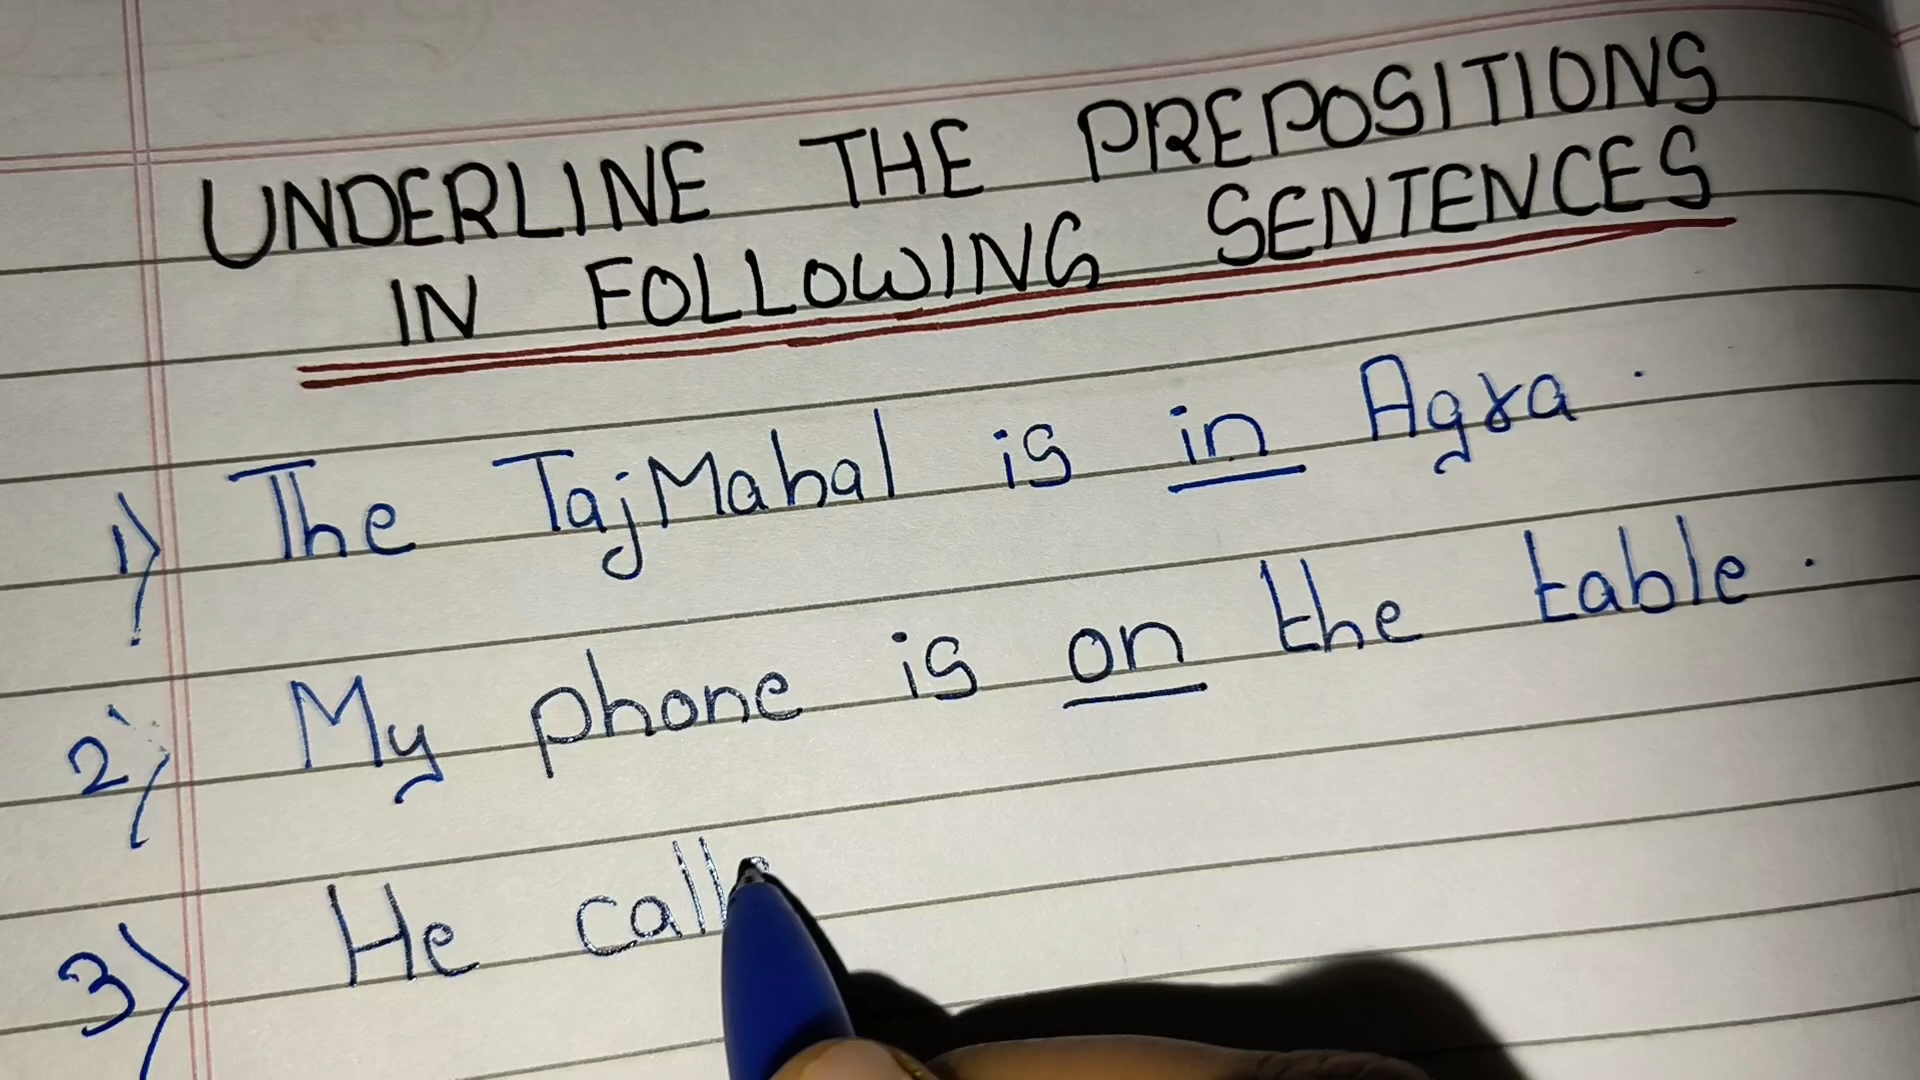 UNDERLINE THE PREPOSITIONS
IN FOLLOWING SENTENCES
1) The TajMahal is in Agra.
2) My phone is on the table.
3) He call